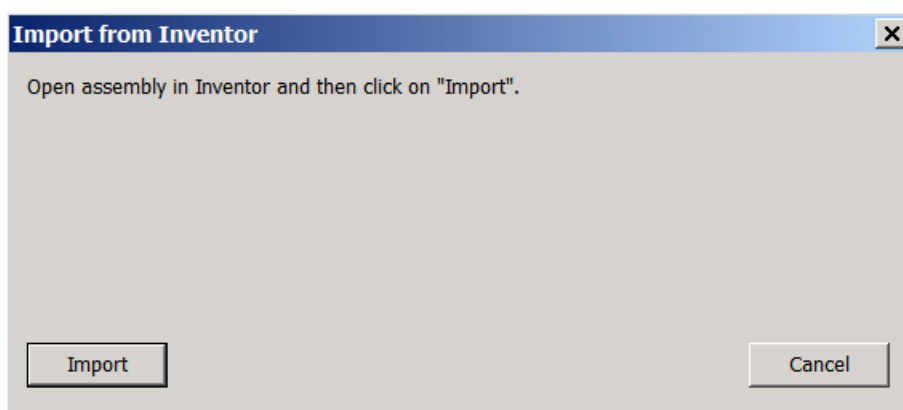 Import from Inventor
Open assembly in Inventor and then click on "Import".
Import
Cancel